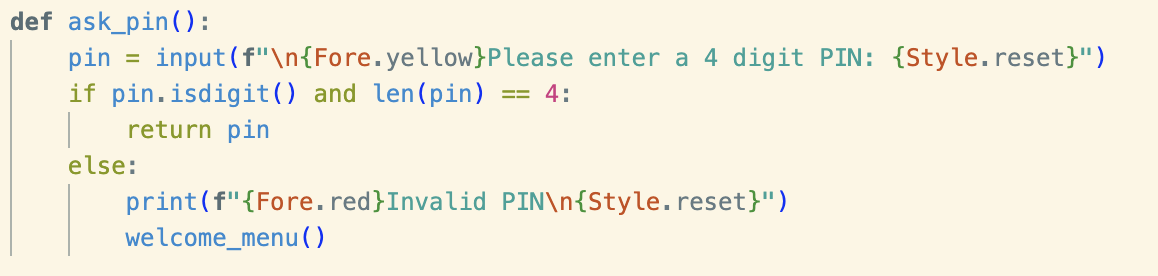 def ask_pin():
    pin = input(f"\n{Fore.yellow}Please enter a 4 digit PIN: {Style.reset}")
    if pin.isdigit() and len(pin) == 4:
        return pin
    else:
        print(f"{Fore.red}Invalid PIN\n{Style.reset}")
        welcome_menu()